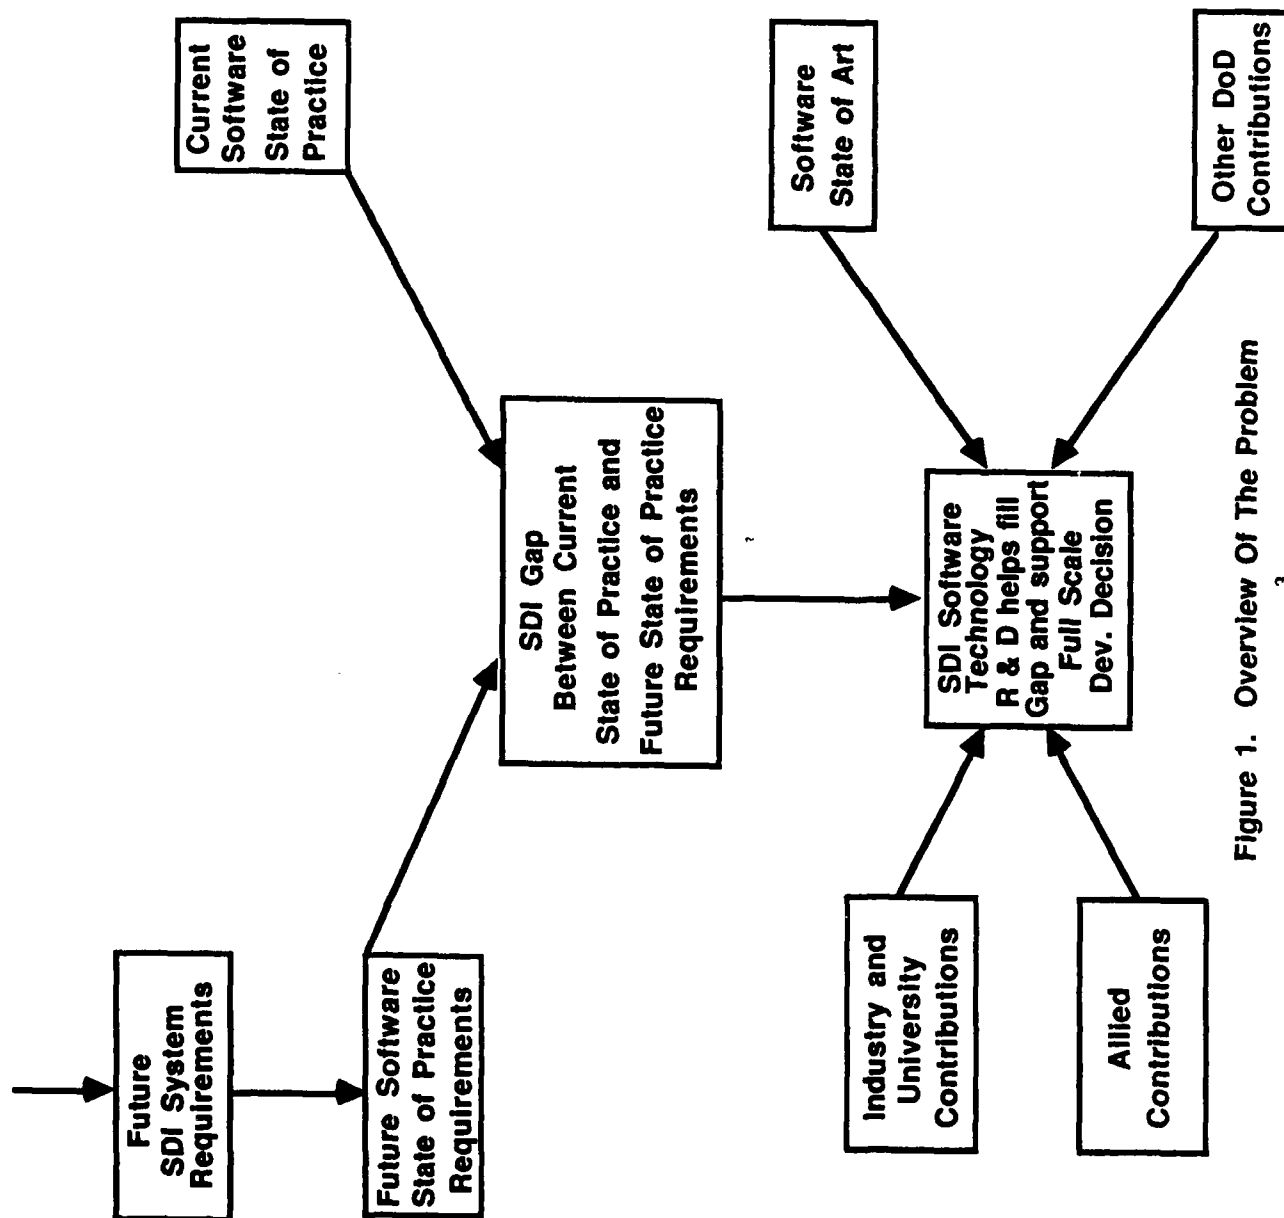 Future
SDI System
Requirements
Future Software
State of Practice
Requirements
Current
Software
State of
Practice
SDI Gap
Between Current
State of Practice and
Future State of Practice
Requirements
Industry and
University
Contributions
Allied
Contributions
SDI Software
Technology
R & D helps fill
Gap and support
Full Scale
Dev. Decision
Software
State of Art
Other DoD
Contributions
Figure 1. Overview Of The Problem
3